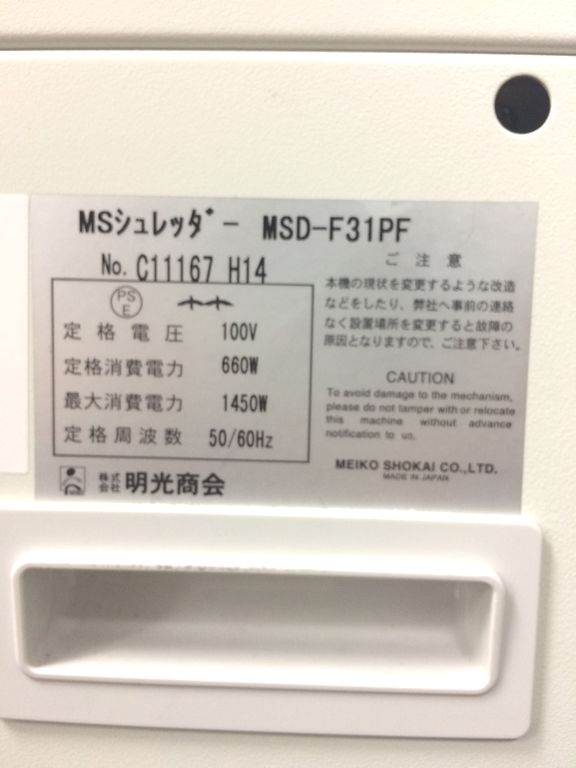 MSシュレッダー MSD-F31PF
No. C11167 H14
PS
E
定格電圧 100V
定格消費電力 660W
最大消費電力 1450W
定格周波数 50/60Hz
株式
会社 明光商会
ご注意
本機の現状を変更するような改造
などをしたり、弊社へ事前の連絡
なく設置場所を変更すると故障の
原因となりますので、ご注意下さい。
CAUTION
To avoid damage to the mechanism,
please do not tamper with or relocate
this machine without advance
notification to us.
MEIKO SHOKAI CO.,LTD.
MADE IN JAPAN